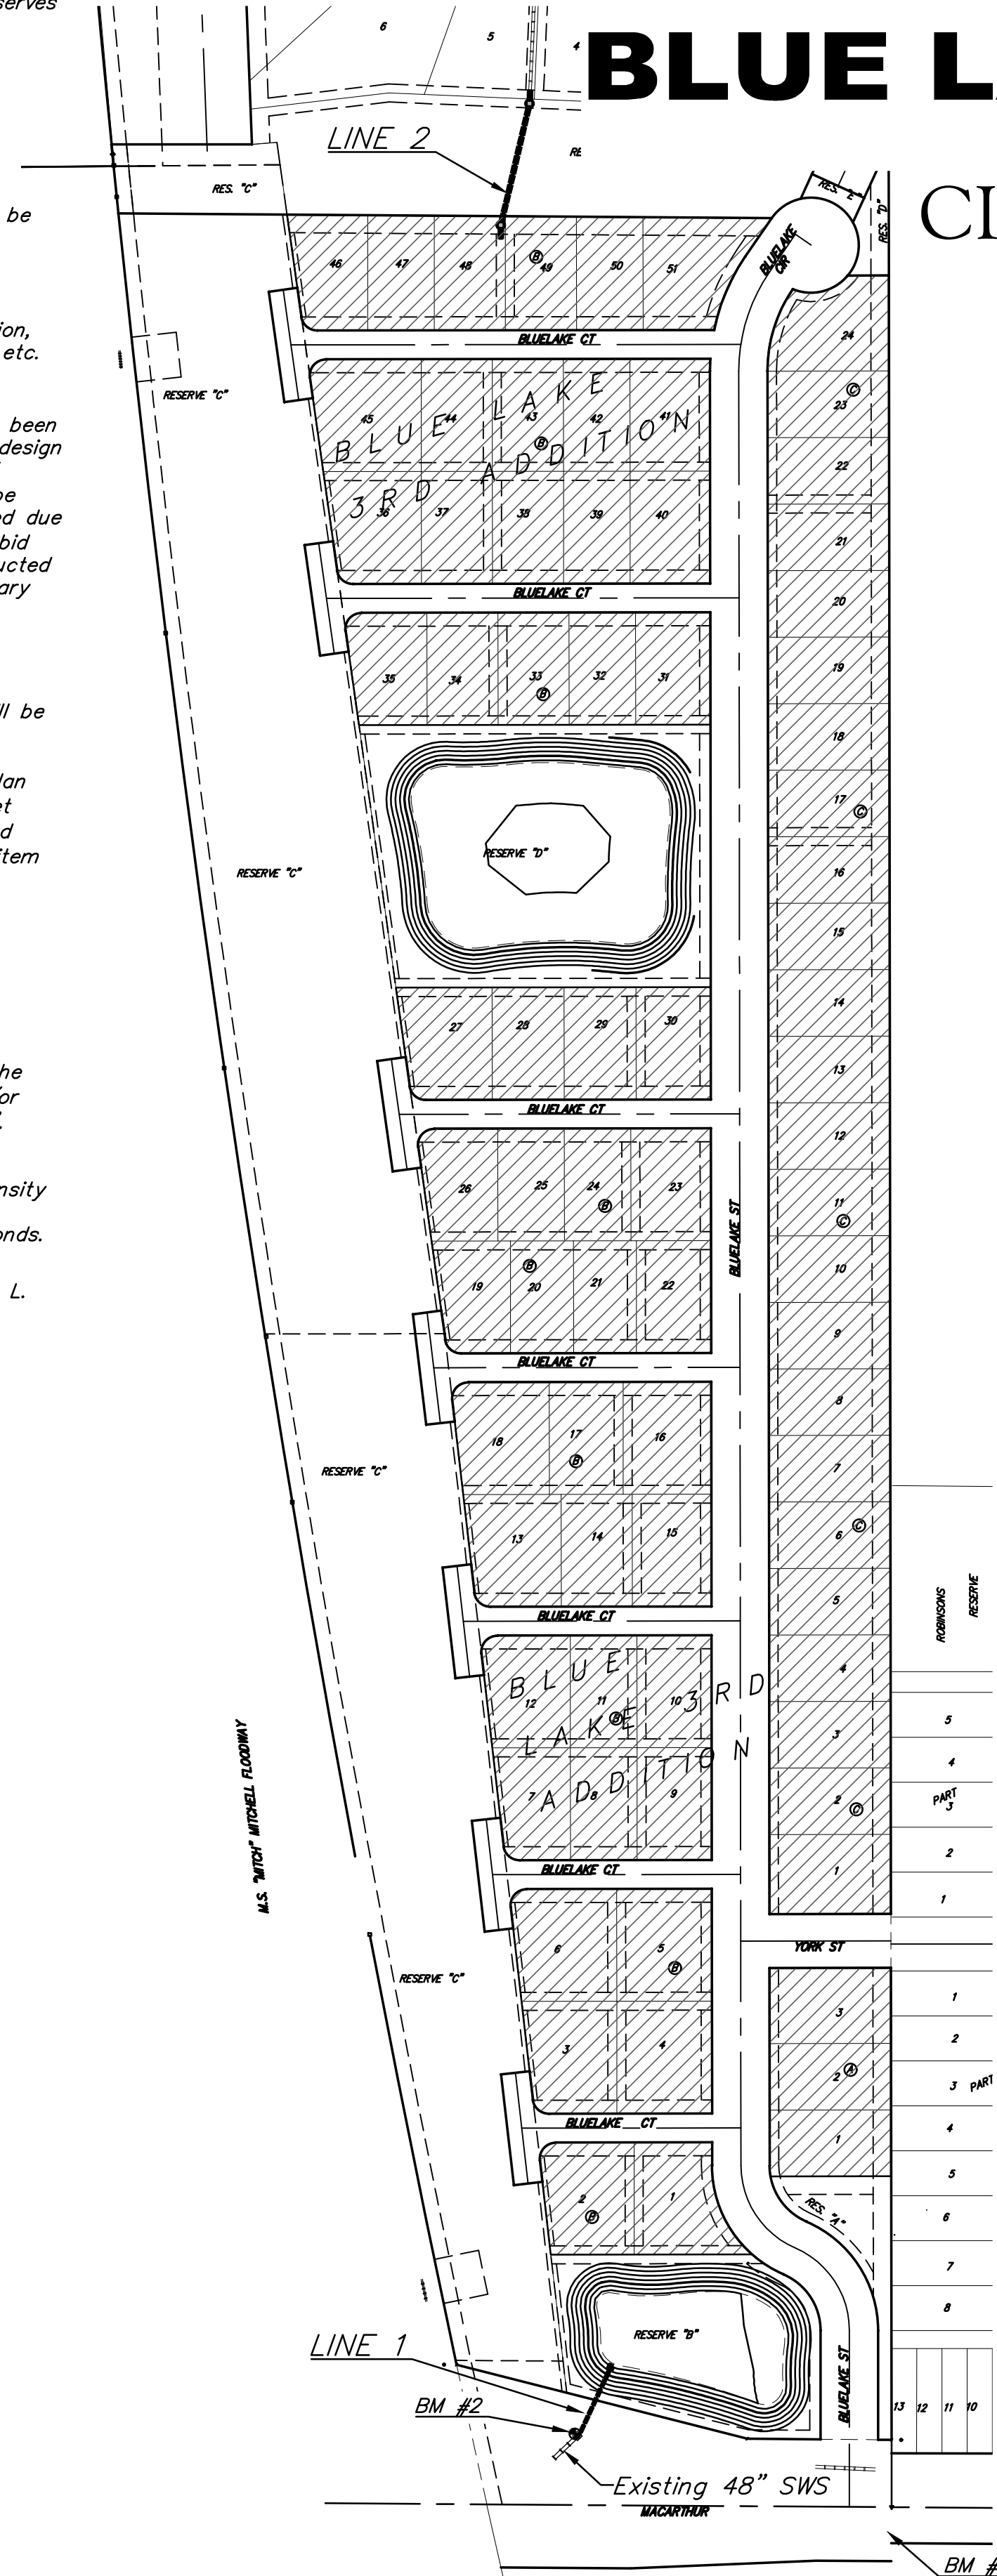 serves
be
ion,
etc.
been
design
be
ed due
bid
ucted
ary
ll be
lan
et
d
item
he
for
nsity
onds.
L.
BLUE L
CI
6
5
4
LINE 2
RE
RES. "C"
RES. "E"
RES. "D"
BLUELAKE CIR
46
47
48
B
49
50
51
BLUELAKE CT
24
RESERVE "C"
C
23
45
44
43
42
41
B
BLUE LAKE
3RD ADDITION
22
36
37
38
39
40
21
BLUELAKE CT
20
35
34
33
32
31
B
19
18
17
C
RESERVE "D"
RESERVE "C"
16
15
14
27
28
29
30
13
BLUELAKE CT
12
26
25
24
23
B
11
C
BLUELAKE ST
B
19
20
21
22
10
9
BLUELAKE CT
8
18
17
16
B
7
RESERVE "C"
13
14
15
6
C
5
BLUELAKE CT
ROBINSONS
RESERVE
4
BLUE
LAKE 3RD
ADDITION
12
11
10
B
3
5
4
7
8
9
2
C
PART
3
2
M.S. "MITCH" MITCHELL FLOODWAY
BLUELAKE CT
1
1
6
5
B
YORK ST
RESERVE "C"
1
3
4
3
2
A
1
2
3
PART
4
BLUELAKE CT
5
2
B
1
RES. "A"
6
7
8
RESERVE "B"
LINE 1
BLUELAKE ST
BM #2
13
12
11
10
Existing 48" SWS
MACARTHUR
BM #